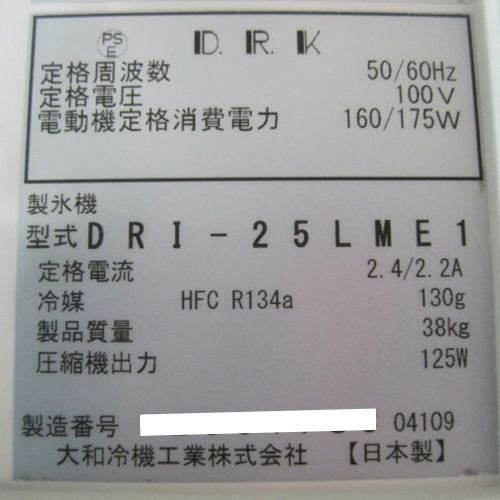 PS
E
D.R.K
定格周波数 50/60Hz
定格電圧 100V
電動機定格消費電力 160/175W
製氷機
型式 DRI-25LME1
定格電流 2.4/2.2A
冷媒 HFC R134a 130g
製品質量 38kg
圧縮機出力 125W
製造番号 04109
大和冷機工業株式会社 【日本製】